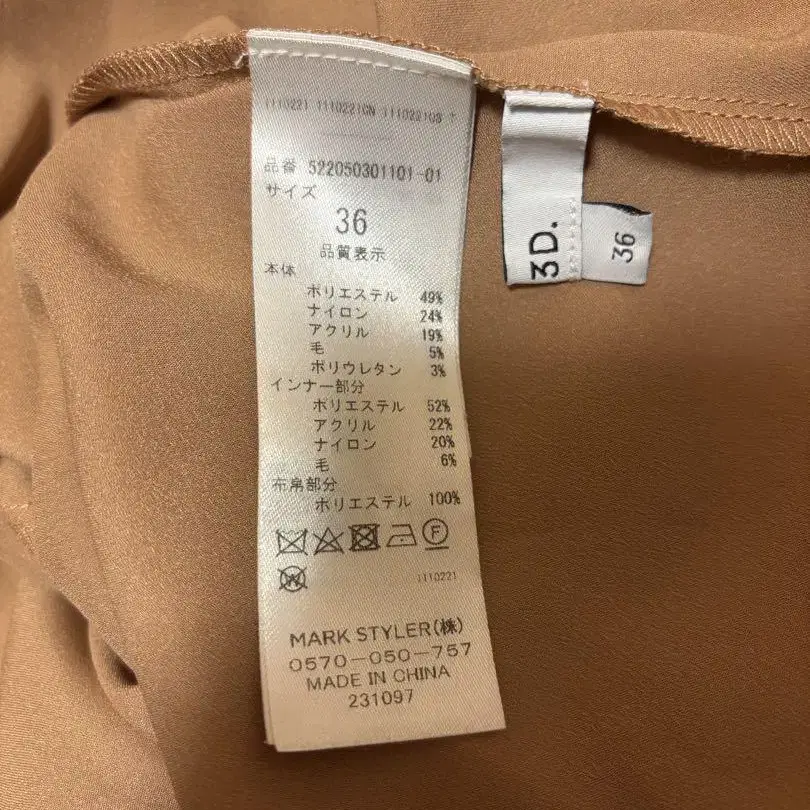 1110221 1110221GN 1110221GS
品番 522050301101-01
サイズ
36
品質表示
本体
ポリエステル 49%
ナイロン 24%
アクリル 19%
毛 5%
ポリウレタン 3%
インナー部分
ポリエステル 52%
アクリル 22%
ナイロン 20%
毛 6%
布帛部分
ポリエステル 100%
F
W
1110221
MARK STYLER(株)
0570-050-757
MADE IN CHINA
231097
3D.
36